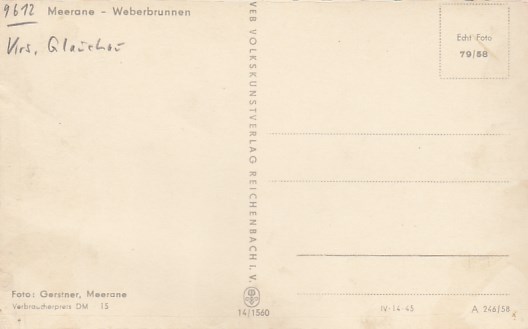 9612 Meerane – Weberbrunnen
Krs. Glauchau
VEB VOLKSKUNSTVERLAG REICHENBACH I. V.
Echt Foto
79/58
Foto: Gerstner, Meerane
Verbraucherpreis DM 15
14/1560
IV-14-45
A 246/58